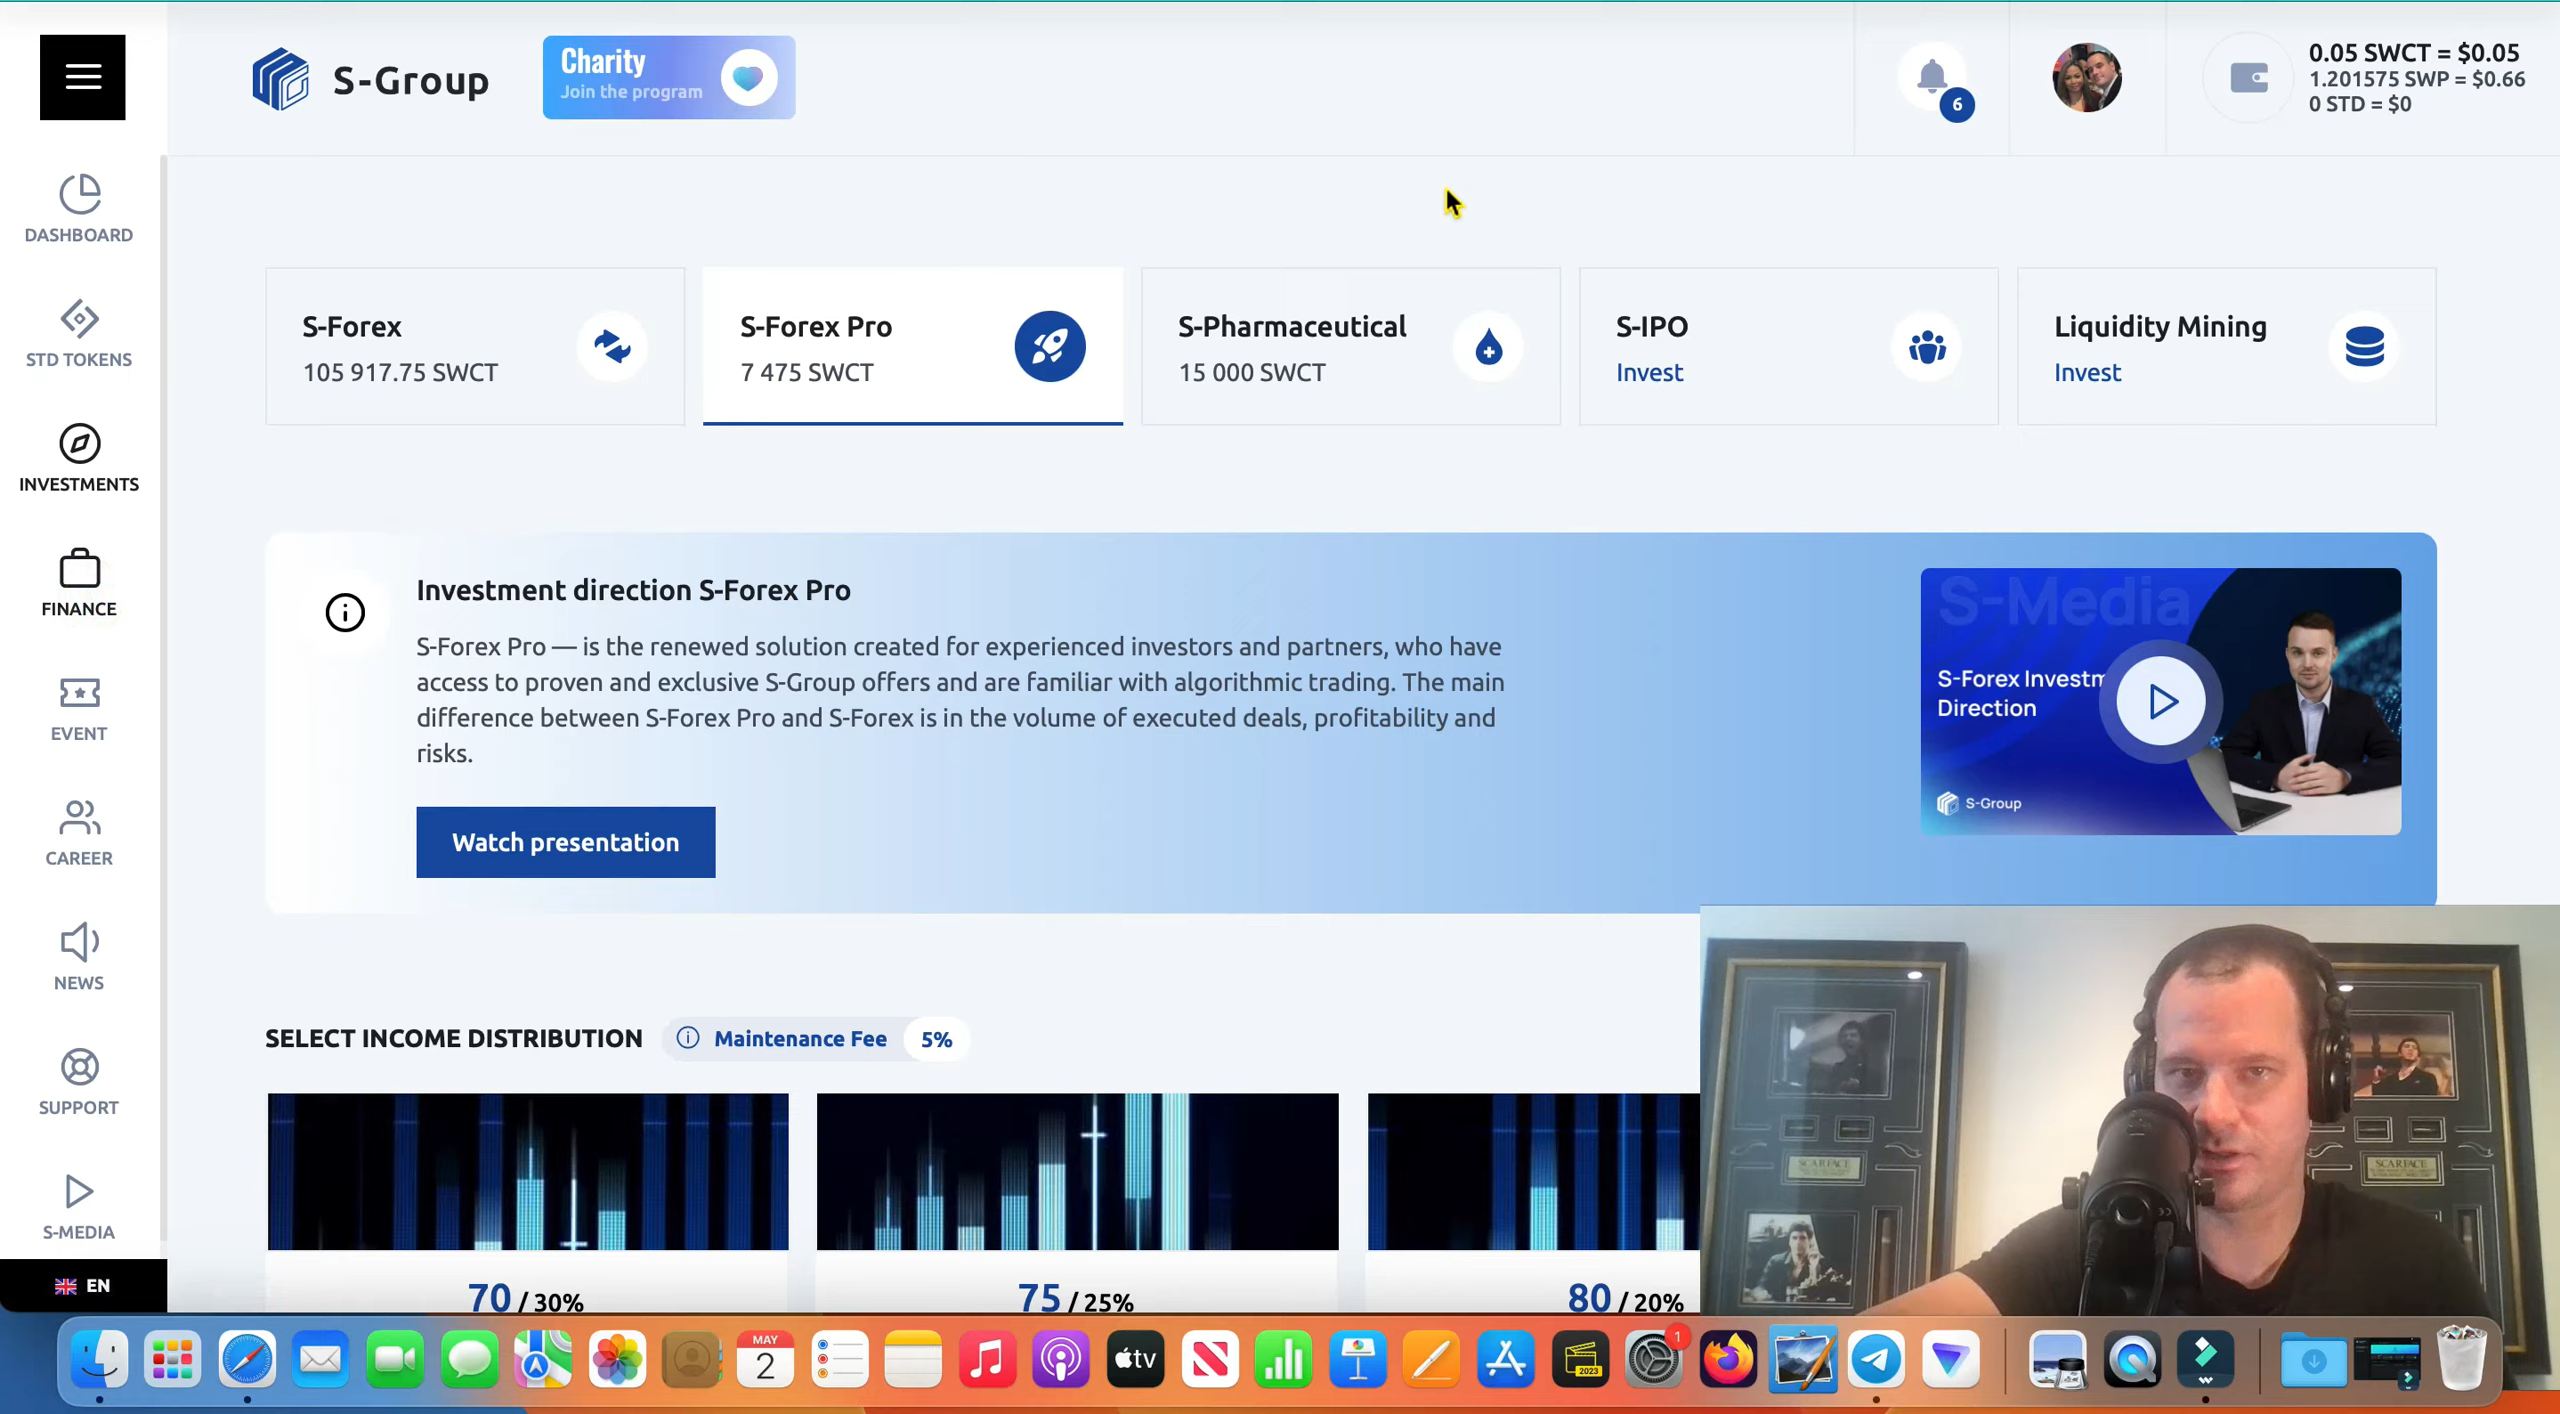 S-Group
Charity
Join the program
6
0.05 SWCT = $0.05
1.201575 SWP = $0.66
0 STD = $0
DASHBOARD
STD TOKENS
INVESTMENTS
FINANCE
EVENT
CAREER
NEWS
SUPPORT
S-MEDIA
EN
S-Forex
105 917.75 SWCT
S-Forex Pro
7 475 SWCT
S-Pharmaceutical
15 000 SWCT
S-IPO
Invest
Liquidity Mining
Invest
Investment direction S-Forex Pro
S-Forex Pro — is the renewed solution created for experienced investors and partners, who have
access to proven and exclusive S-Group offers and are familiar with algorithmic trading. The main
difference between S-Forex Pro and S-Forex is in the volume of executed deals, profitability and
risks.
Watch presentation
S-Media
S-Forex Investm
Direction
S-Group
SELECT INCOME DISTRIBUTION
Maintenance Fee 5%
70 / 30%
75 / 25%
80 / 20%
SCARFACE
SCARFACE
MAY
2
tv
2023
1